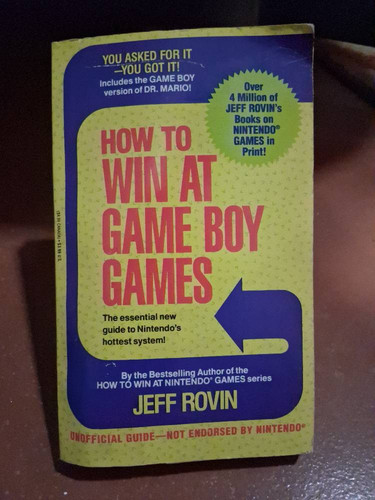 YOU ASKED FOR IT
—YOU GOT IT!
Includes the GAME BOY
version of DR. MARIO!
Over
4 Million of
JEFF ROVIN's
Books on
NINTENDO®
GAMES in
Print!
HOW TO
WIN AT
GAME BOY
GAMES
The essential new
guide to Nintendo's
hottest system!
By the Bestselling Author of the
HOW TO WIN AT NINTENDO® GAMES series
JEFF ROVIN
UNOFFICIAL GUIDE—NOT ENDORSED BY NINTENDO®